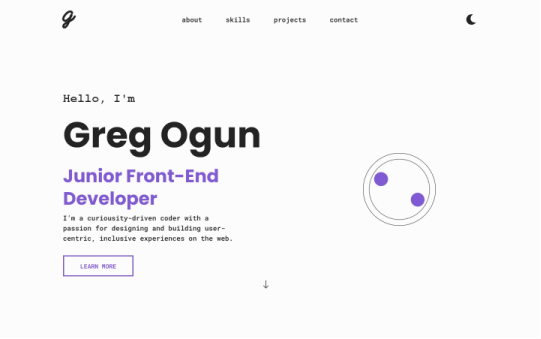 g
about skills projects contact
Hello, I'm
Greg Ogun
Junior Front-End
Developer
I'm a curiousity-driven coder with a
passion for designing and building user-
centric, inclusive experiences on the web.
LEARN MORE